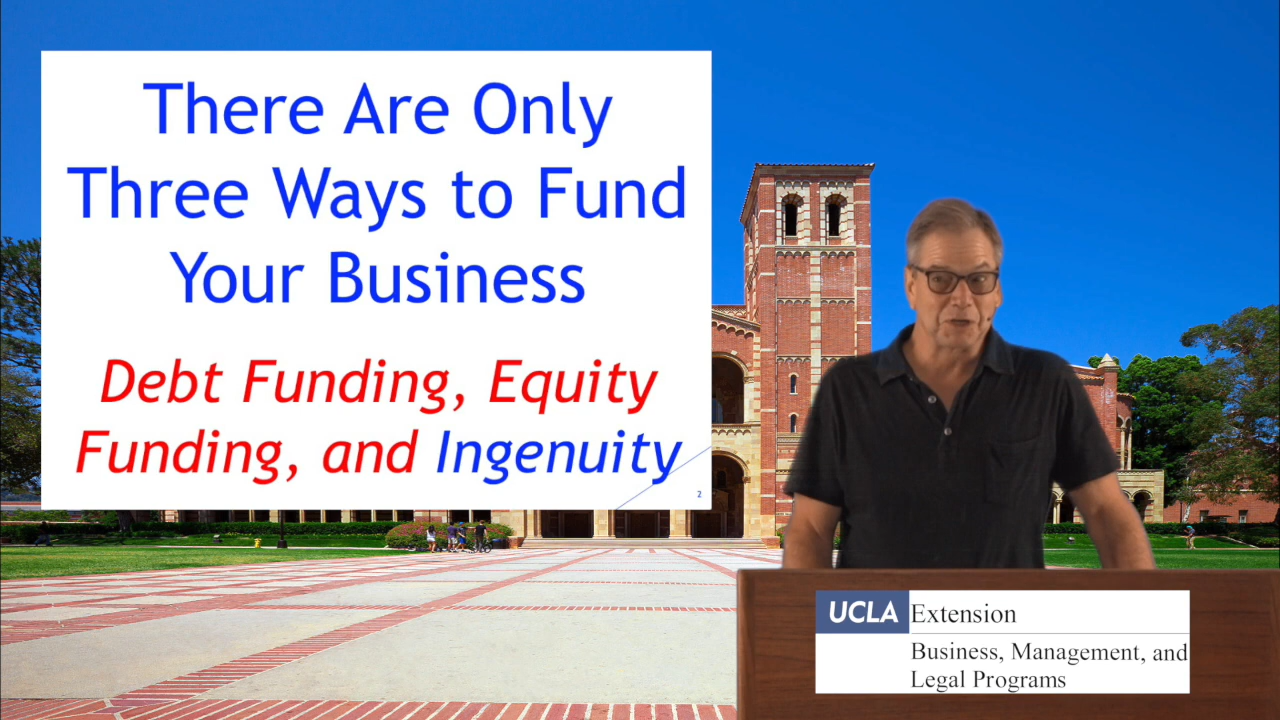 There Are Only
Three Ways to Fund
Your Business
Debt Funding, Equity
Funding, and Ingenuity
2
UCLA Extension
Business, Management, and
Legal Programs